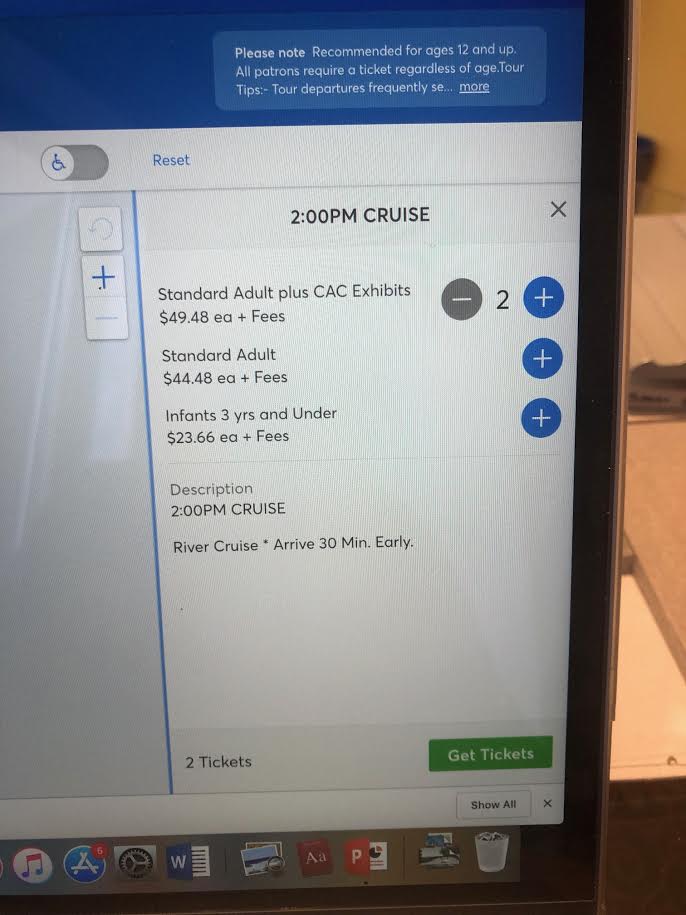 Please note Recommended for ages 12 and up.
All patrons require a ticket regardless of age.Tour
Tips:- Tour departures frequently se... more
Reset
2:00PM CRUISE
Standard Adult plus CAC Exhibits
$49.48 ea + Fees
2
Standard Adult
$44.48 ea + Fees
Infants 3 yrs and Under
$23.66 ea + Fees
Description
2:00PM CRUISE
River Cruise * Arrive 30 Min. Early.
2 Tickets
Get Tickets
Show All
5
W
Aa
P